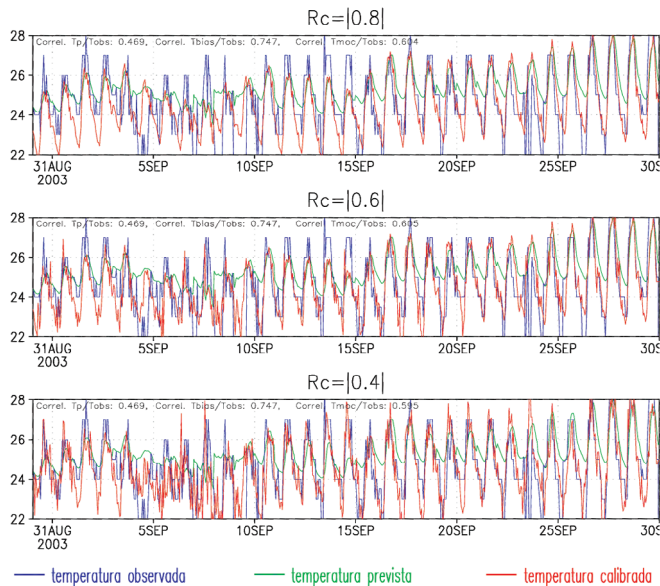 Rc=|0.8|
28
Correl. Tp/Tobs: 0.469, Correl. Tbias/Tobs: 0.747, Correl. Tmoc/Tobs: 0.604
26
24
22
31AUG 5SEP 10SEP 15SEP 20SEP 25SEP 30S
2003
Rc=|0.6|
28
Correl. Tp/Tobs: 0.469, Correl. Tbias/Tobs: 0.747, Correl. Tmoc/Tobs: 0.605
26
24
22
31AUG 5SEP 10SEP 15SEP 20SEP 25SEP 30S
2003
Rc=|0.4|
28
Correl. Tp/Tobs: 0.469, Correl. Tbias/Tobs: 0.747, Correl. Tmoc/Tobs: 0.595
26
24
22
31AUG 5SEP 10SEP 15SEP 20SEP 25SEP 30S
2003
temperatura observada temperatura prevista temperatura calibrada